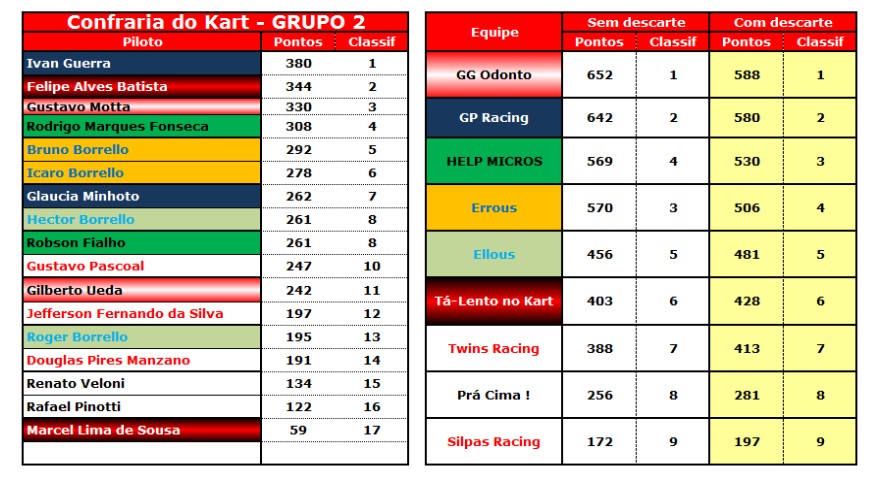 Confraria do Kart - GRUPO 2
Piloto Pontos Classif
Ivan Guerra 380 1
Felipe Alves Batista 344 2
Gustavo Motta 330 3
Rodrigo Marques Fonseca 308 4
Bruno Borrello 292 5
Icaro Borrello 278 6
Glaucia Minhoto 262 7
Hector Borrello 261 8
Robson Fialho 261 8
Gustavo Pascoal 247 10
Gilberto Ueda 242 11
Jefferson Fernando da Silva 197 12
Roger Borrello 195 13
Douglas Pires Manzano 191 14
Renato Veloni 134 15
Rafael Pinotti 122 16
Marcel Lima de Sousa 59 17
Equipe Sem descarte Com descarte
Pontos Classif Pontos Classif
GG Odonto 652 1 588 1
GP Racing 642 2 580 2
HELP MICROS 569 4 530 3
Errous 570 3 506 4
Ellous 456 5 481 5
Tá-Lento no Kart 403 6 428 6
Twins Racing 388 7 413 7
Prá Cima ! 256 8 281 8
Silpas Racing 172 9 197 9